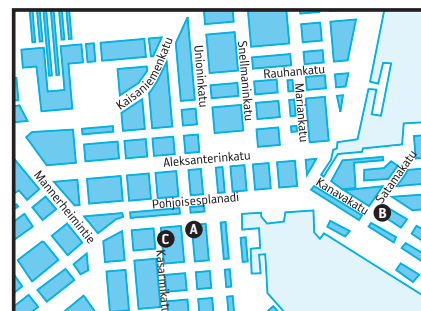 Kaisaniemenkatu
Unioninkatu
Snellmaninkatu
Rauhankatu
Mariankatu
Aleksanterinkatu
Mannerheimintie
Pohjoisesplanadi
Kanavakatu
Satamakatu
B
A
C
Kasarmikatu